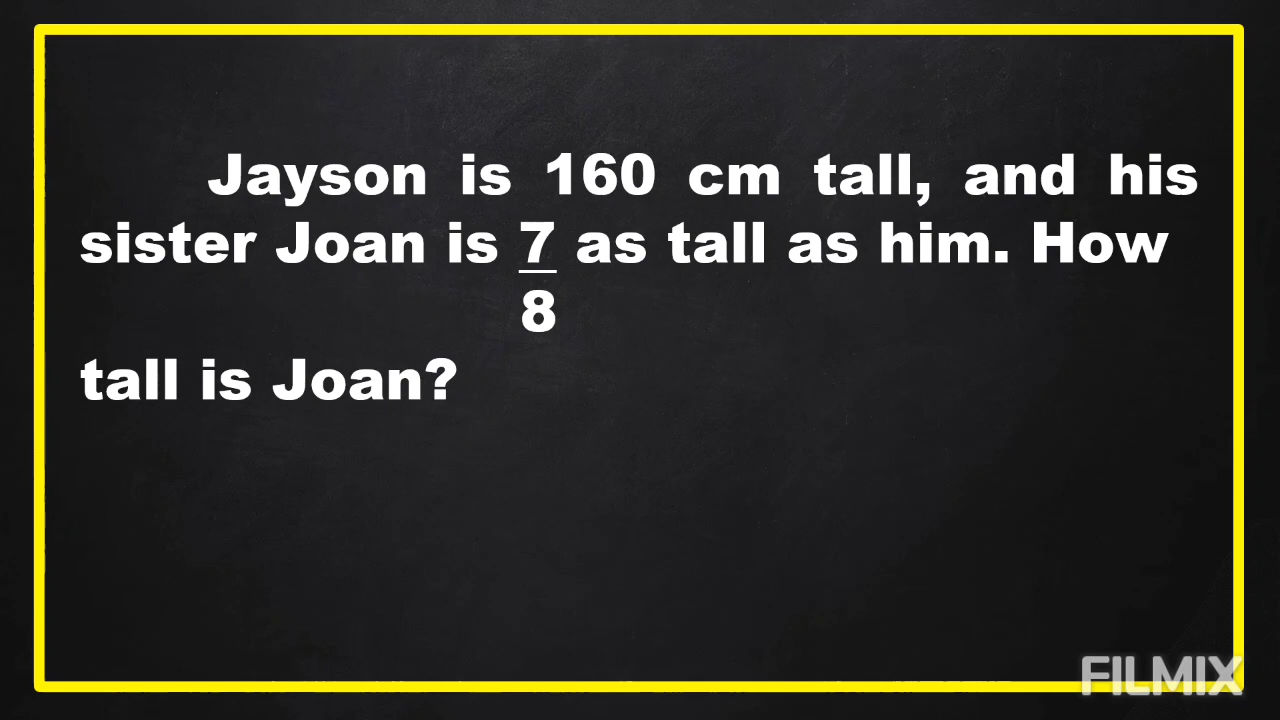 Jayson is 160 cm tall, and his
sister Joan is 7 as tall as him. How
8
tall is Joan?
FILMIX